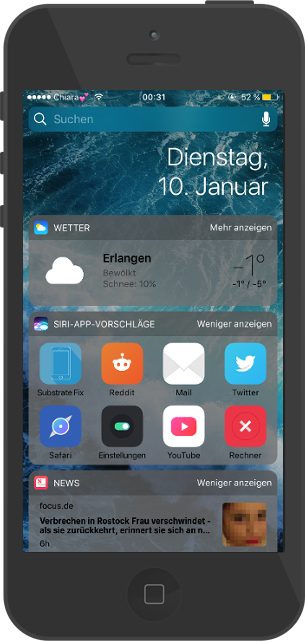 Chiara💕 00:31 52 %
Suchen
Dienstag,
10. Januar
WETTER Mehr anzeigen
Erlangen
Bewölkt
Schnee: 10%
-1°
-1° / -5°
SIRI-APP-VORSCHLÄGE Weniger anzeigen
SubstrateFix Reddit Mail Twitter
Safari Einstellungen YouTube Rechner
NEWS Weniger anzeigen
focus.de
Verbrechen in Rostock Frau verschwindet -
als sie zurückkehrt, erinnert sie sich an n...
6h